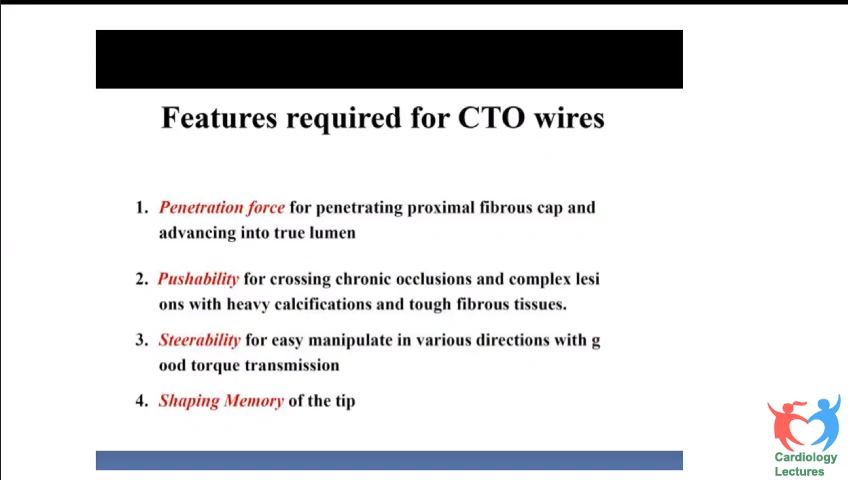 Features required for CTO wires
1. Penetration force for penetrating proximal fibrous cap and
advancing into true lumen
2. Pushability for crossing chronic occlusions and complex lesi
ons with heavy calcifications and tough fibrous tissues.
3. Steerability for easy manipulate in various directions with g
ood torque transmission
4. Shaping Memory of the tip
Cardiology
Lectures